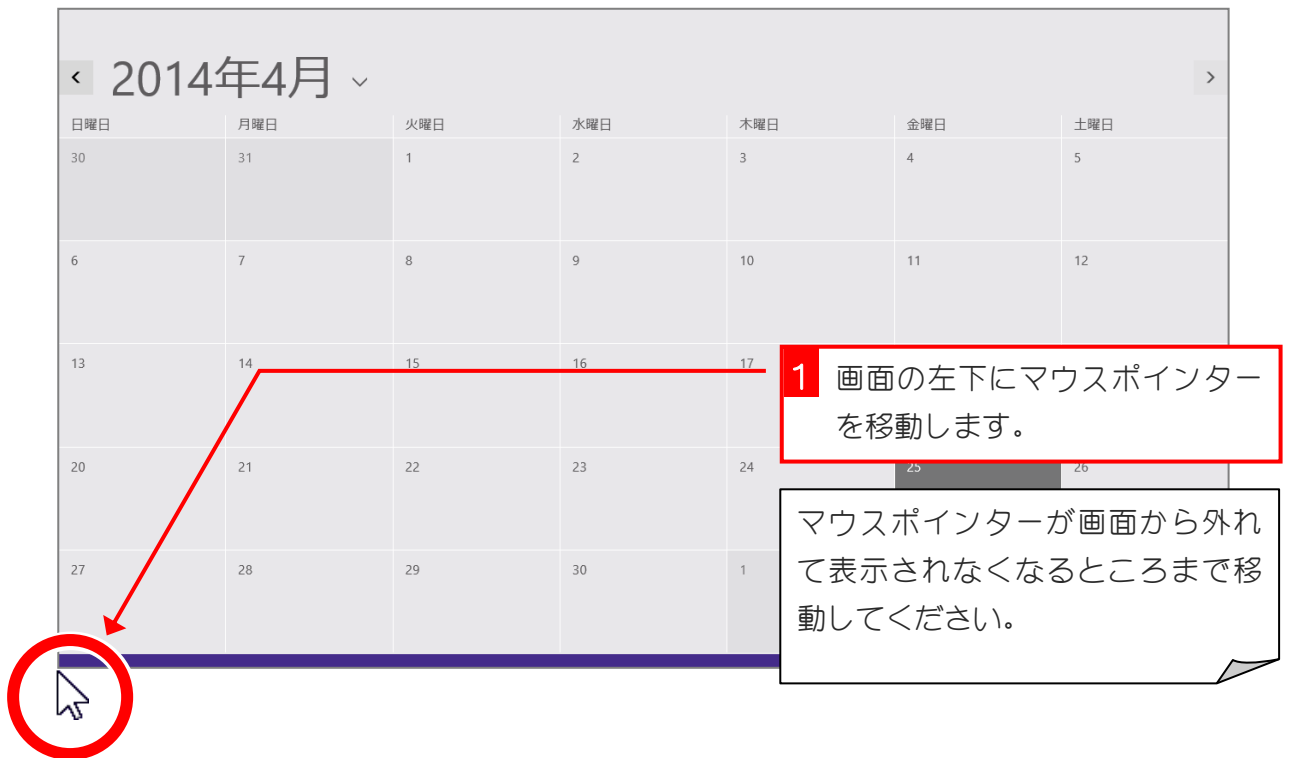 2014年4月
日曜日 月曜日 火曜日 水曜日 木曜日 金曜日 土曜日
30 31 1 2 3 4 5
6 7 8 9 10 11 12
13 14 15 16 17
1 画面の左下にマウスポインター
を移動します。
20 21 22 23 24 25 26
マウスポインターが画面から外れ
て表示されなくなるところまで移
動してください。
27 28 29 30 1